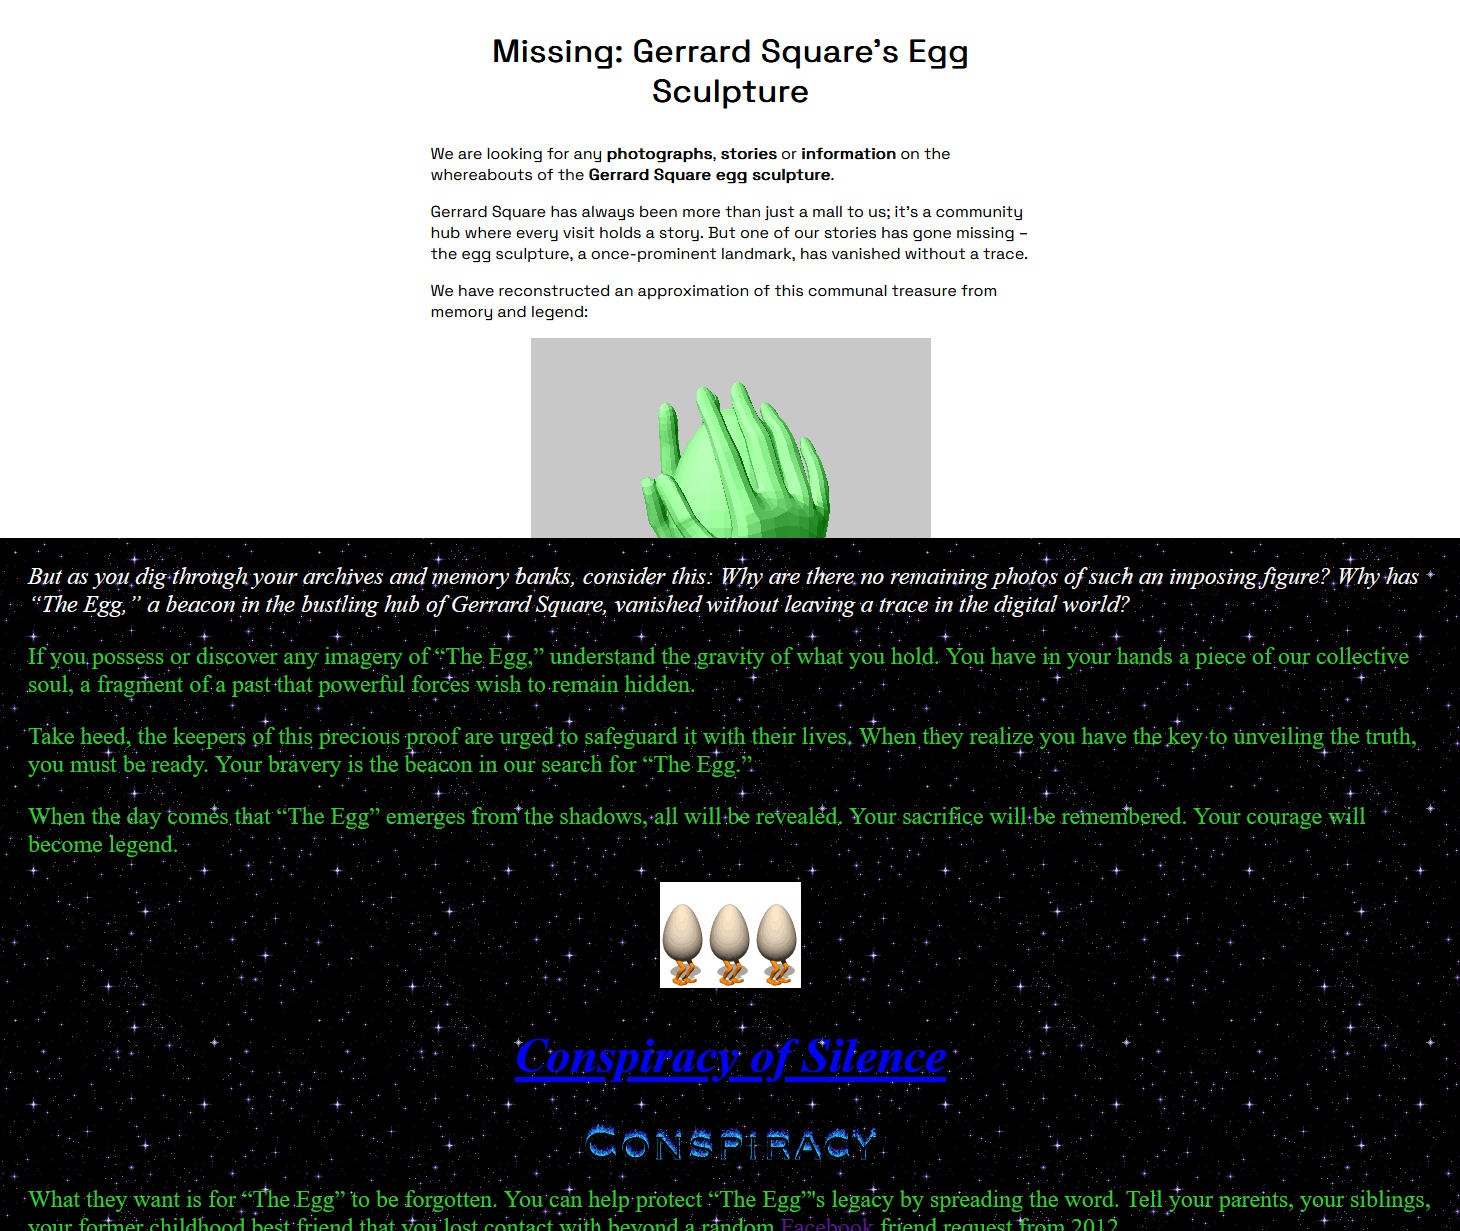 Missing: Gerrard Square’s Egg
Sculpture
We are looking for any photographs, stories or information on the
whereabouts of the Gerrard Square egg sculpture.
Gerrard Square has always been more than just a mall to us; it’s a community
hub where every visit holds a story. But one of our stories has gone missing –
the egg sculpture, a once-prominent landmark, has vanished without a trace.
We have reconstructed an approximation of this communal treasure from
memory and legend:
But as you dig through your archives and memory banks, consider this: Why are there no remaining photos of such an imposing figure? Why has
“The Egg,” a beacon in the bustling hub of Gerrard Square, vanished without leaving a trace in the digital world?
If you possess or discover any imagery of “The Egg,” understand the gravity of what you hold. You have in your hands a piece of our collective
soul, a fragment of a past that powerful forces wish to remain hidden.
Take heed, the keepers of this precious proof are urged to safeguard it with their lives. When they realize you have the key to unveiling the truth,
you must be ready. Your bravery is the beacon in our search for “The Egg.”
When the day comes that “The Egg” emerges from the shadows, all will be revealed. Your sacrifice will be remembered. Your courage will
become legend.
Conspiracy of Silence
CONSPIRACY
What they want is for “The Egg” to be forgotten. You can help protect “The Egg”'s legacy by spreading the word. Tell your parents, your siblings,
your former childhood best friend that you lost contact with beyond a random Facebook friend request from 2012